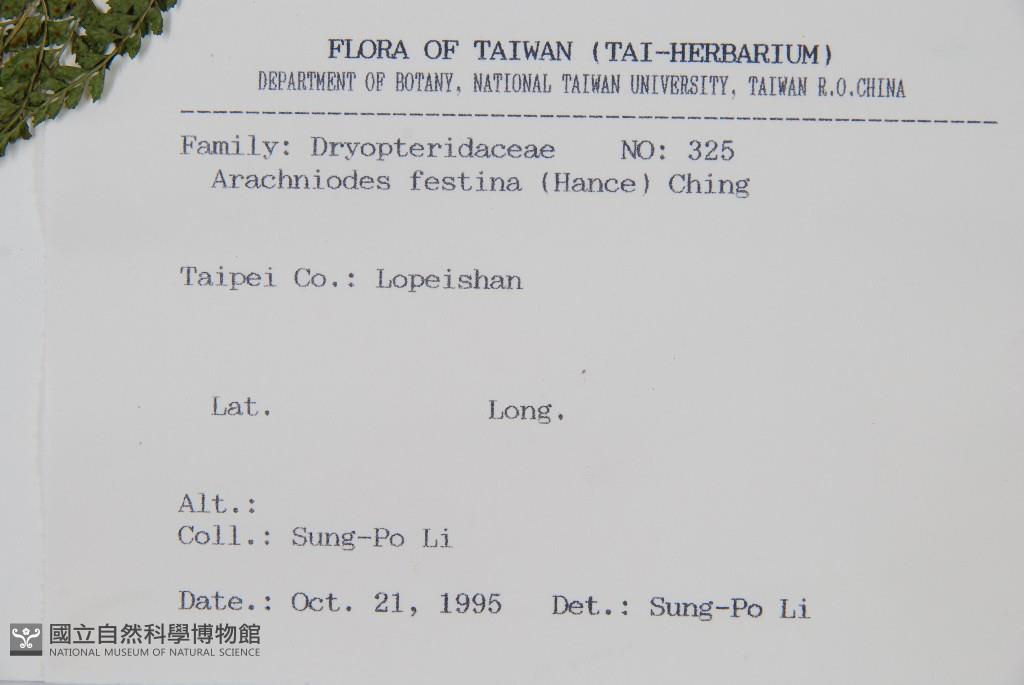 FLORA OF TAIWAN (TAI-HERBARIUM)
DEPARTMENT OF BOTANY, NATIONAL TAIWAN UNIVERSITY, TAIWAN R.O.CHINA
Family: Dryopteridaceae NO: 325
Arachniodes festina (Hance) Ching
Taipei Co.: Lopeishan
Lat. Long.
Alt.:
Coll.: Sung-Po Li
Date.: Oct. 21, 1995 Det.: Sung-Po Li
國立自然科學博物館
NATIONAL MUSEUM OF NATURAL SCIENCE